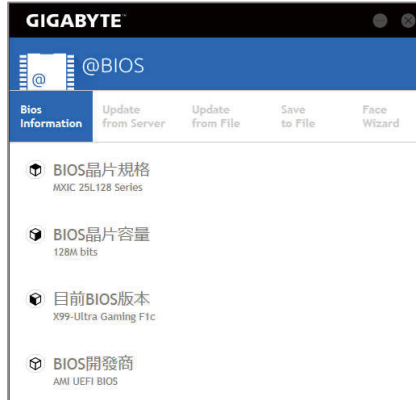 GIGABYTE™
@
@BIOS
Bios
Information
Update
from Server
Update
from File
Save
to File
Face
Wizard
BIOS晶片規格
MXIC 25L128 Series
BIOS晶片容量
128M bits
目前BIOS版本
X99-Ultra Gaming F1c
BIOS開發商
AMI UEFI BIOS